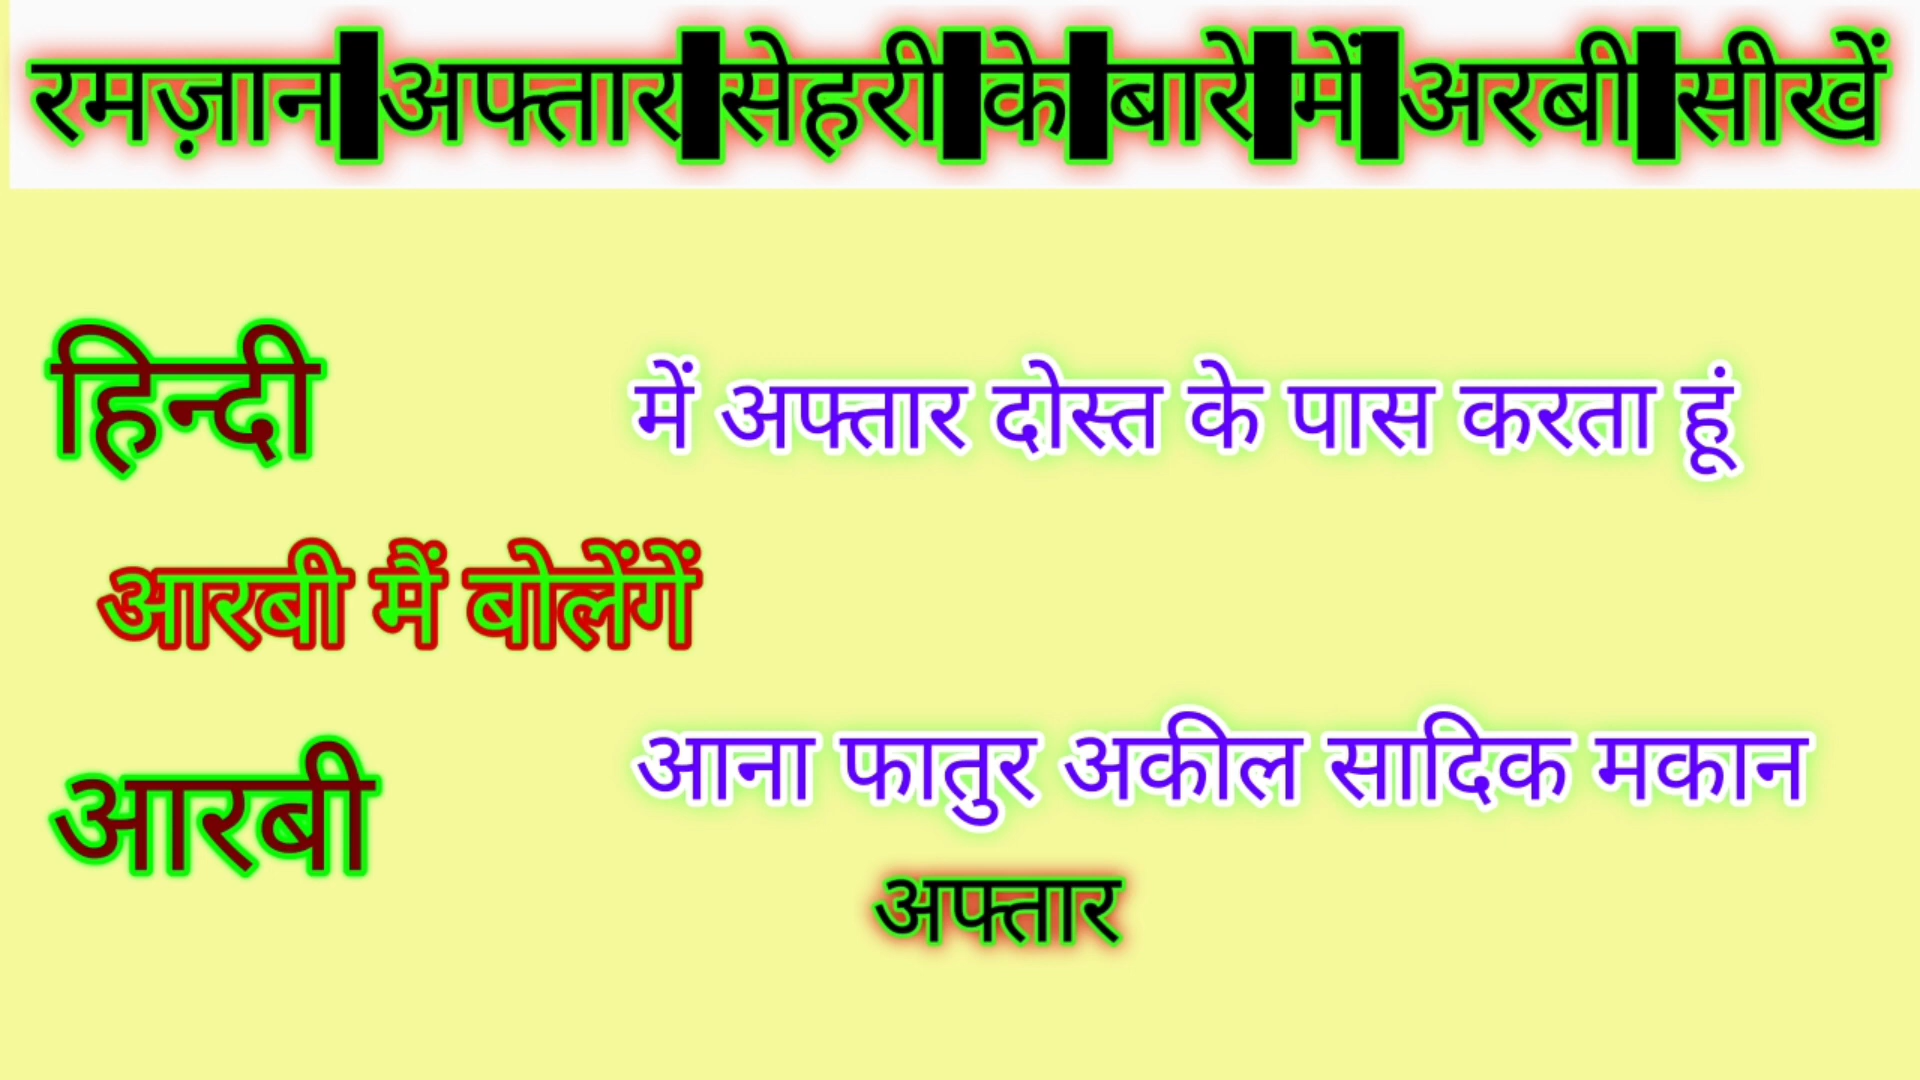 रमज़ान अफ्तार सेहरी के बारे में अरबी सीखें
हिन्दी
में अफ्तार दोस्त के पास करता हूं
आरबी मैं बोलेंगें
आरबी
आना फातुर अकील सादिक मकान
अफ्तार